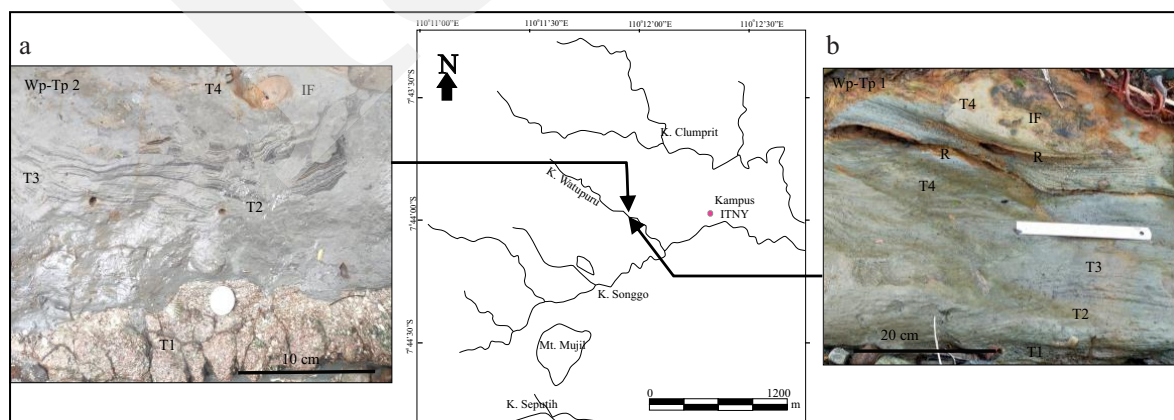 a
Wp-Tp 2
T4
IF
T3
T2
T1
10 cm
110°11'00"E
110°11'30"E
110°12'00"E
110°12'30"E
N
7°43'30"S
7°44'00"S
7°44'30"S
K. Clumprit
K. Watupuru
Kampus
ITNY
K. Songgo
Mt. Mujil
K. Seputih
0
1200
m
b
Wp-Tp 1
T4
IF
R
R
T4
T3
T2
20 cm
T1